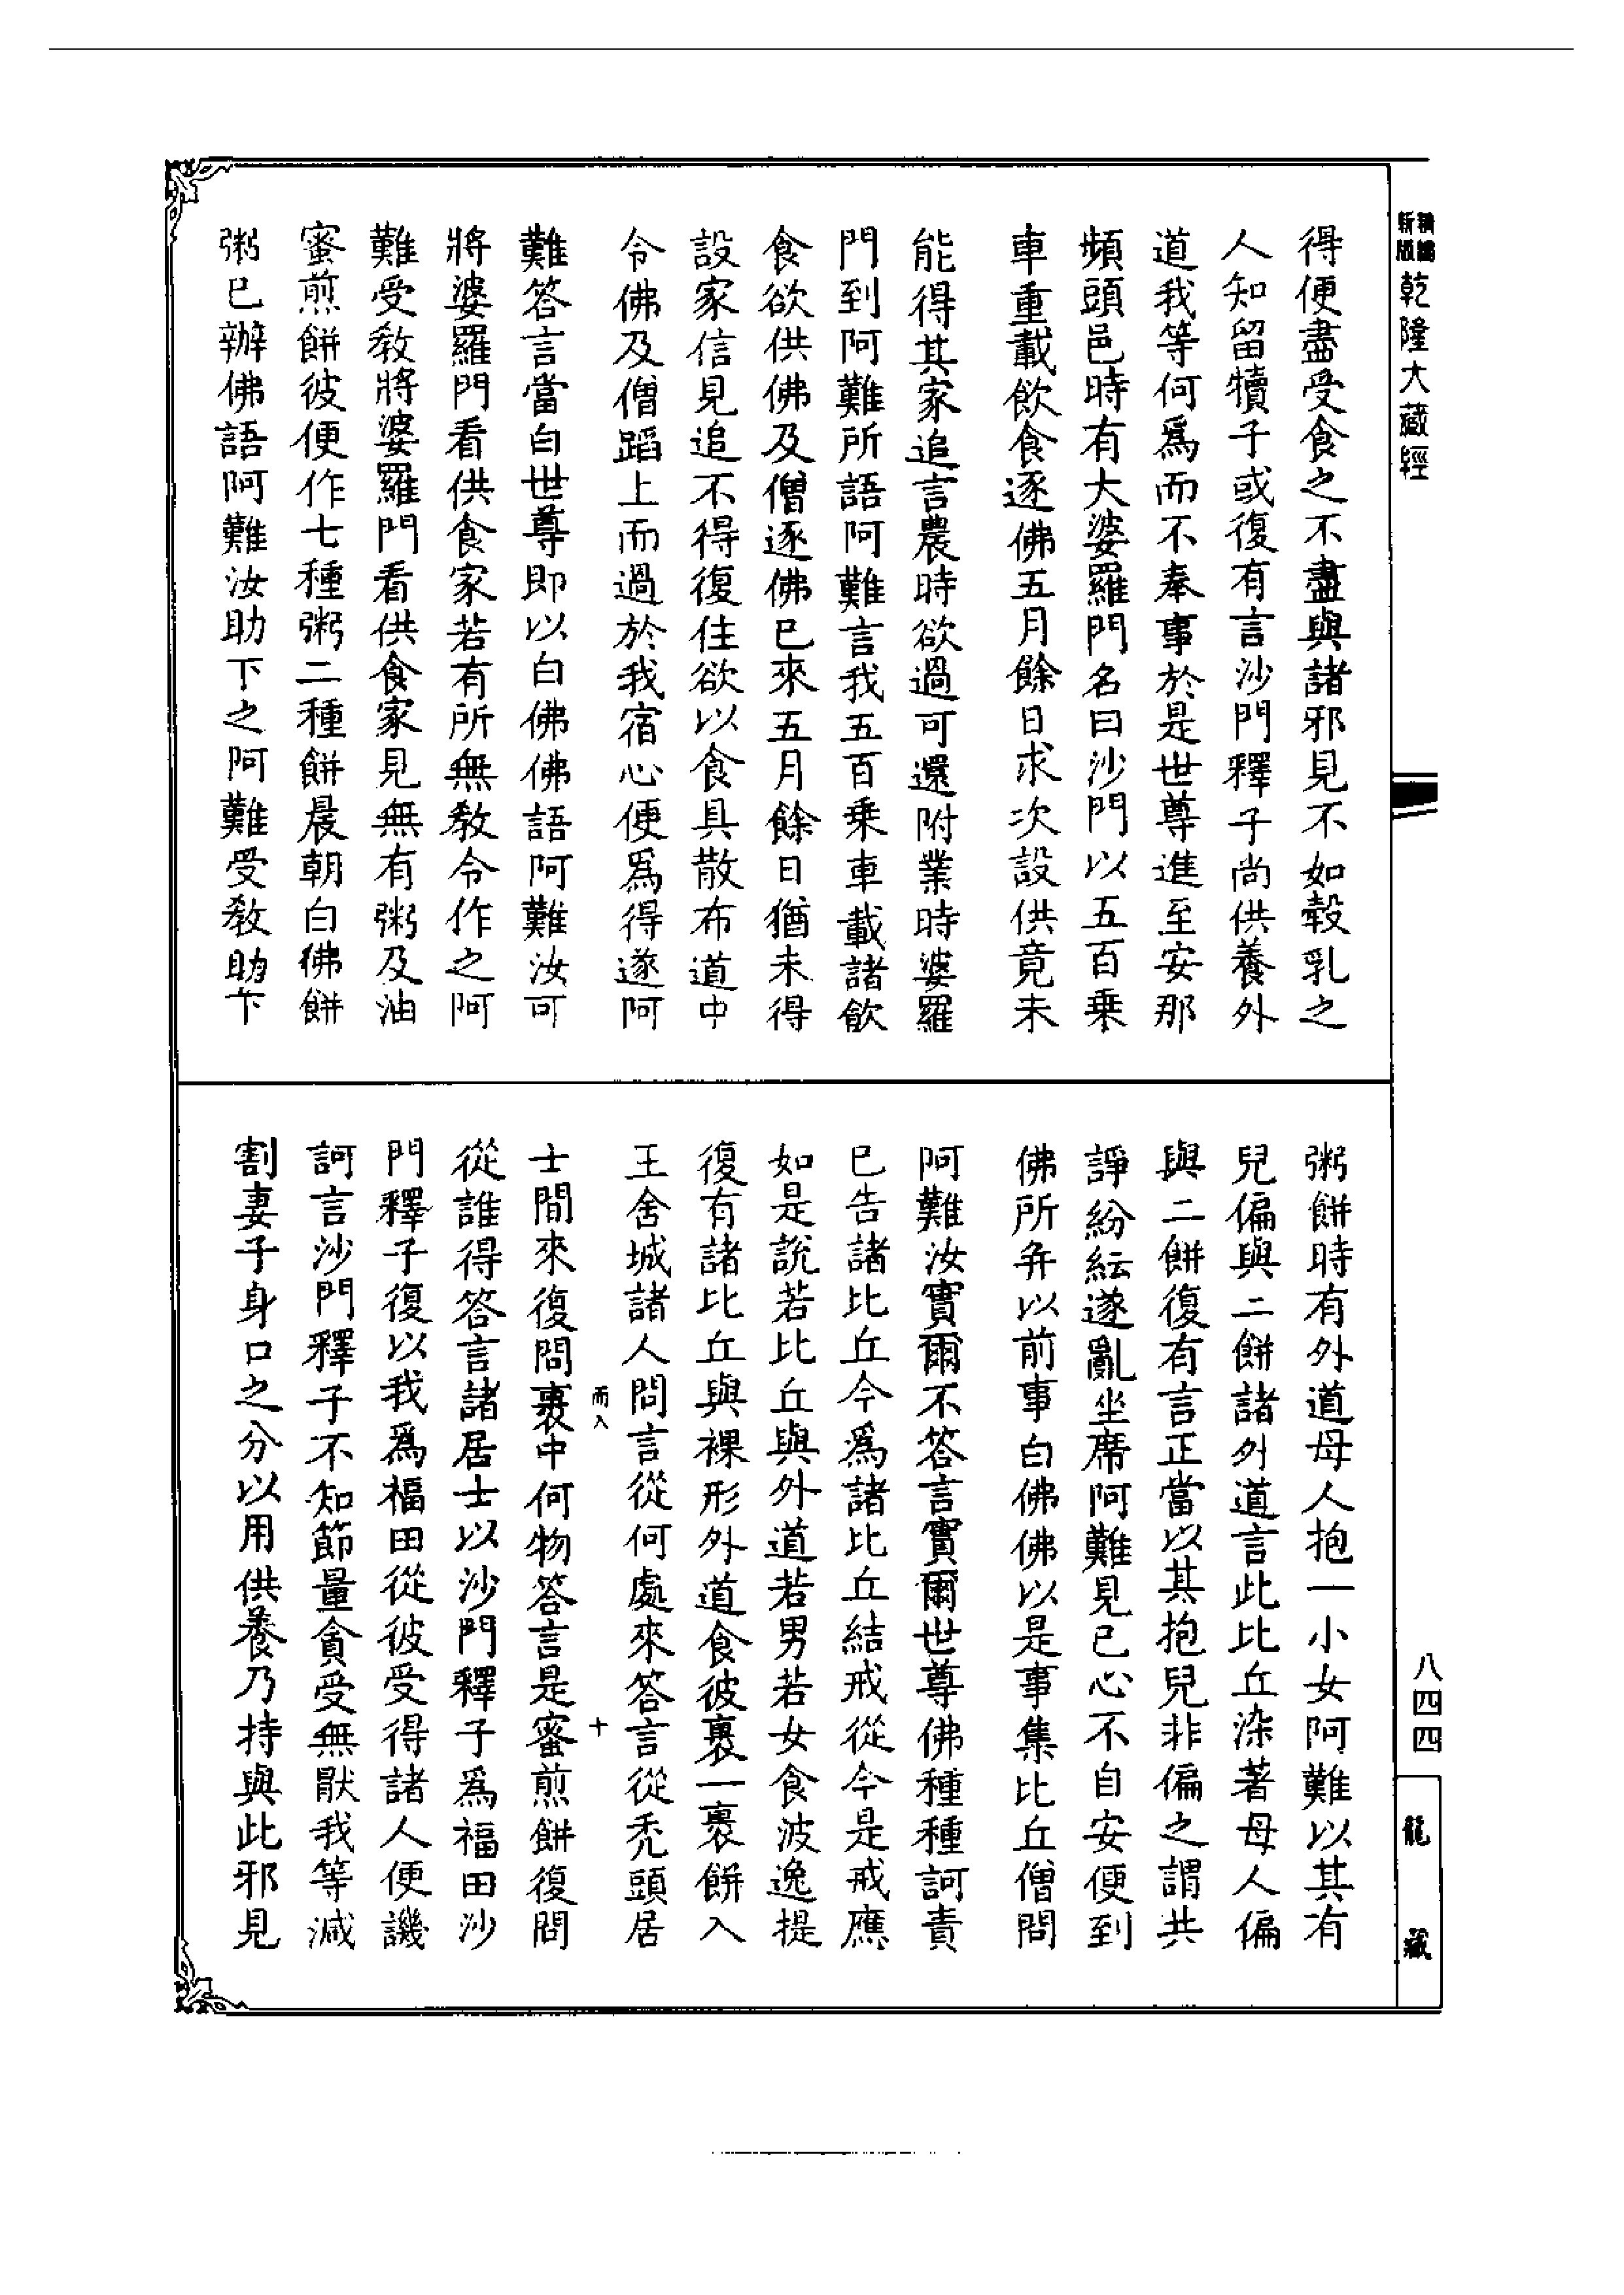 新編
新版
乾隆大藏經
得便盡受食之不盡與諸邪見不如㝅乳之
人知留犢子或復有言沙門釋子尚供養外
道我等何爲而不奉事於是世尊進至安那
頻頭邑時有大婆羅門名曰沙門以五百乗
車重載飲食逐佛五月餘日求次設供竟未
能得其家追言農時欲過可還附業時婆羅
門到阿難所語阿難言我五百乗車載諸飲
食欲供佛及僧逐佛已來五月餘日猶未得
設家信見追不得復住欲以食具散布道中
令佛及僧蹈上而過於我宿心便爲得遂阿
難答言當白世尊即以白佛佛語阿難汝可
將婆羅門看供食家若有所無敎令作之阿
難受敎將婆羅門看供食家見無有粥及油
蜜煎餅彼便作七種粥二種餅晨朝白佛餅
粥已辦佛語阿難汝助下之阿難受敎助下
粥餅時有外道母人抱一小女阿難以其有
兒偏與二餅諸外道言此比丘染著母人偏
與二餅復有言正當以其抱兒非偏之謂共
諍紛紜遂亂坐席阿難見已心不自安便到
佛所并以前事白佛佛以是事集比丘僧問
阿難汝實爾不答言實爾世尊佛種種訶責
已告諸比丘今爲諸比丘結戒從今是戒應
如是說若比丘與外道若男若女食波逸提
復有諸比丘與裸形外道食彼裹一裹餅入
王舍城諸人問言從何處來答言從禿頭居
而入
十
士間來復問裹中何物答言是蜜煎餅復問
從誰得答言諸居士以沙門釋子爲福田沙
門釋子復以我爲福田從彼受得諸人便譏
訶言沙門釋子不知節量貪受無猒我等減
割妻子身口之分以用供養乃持與此邪見
八四四
龍藏